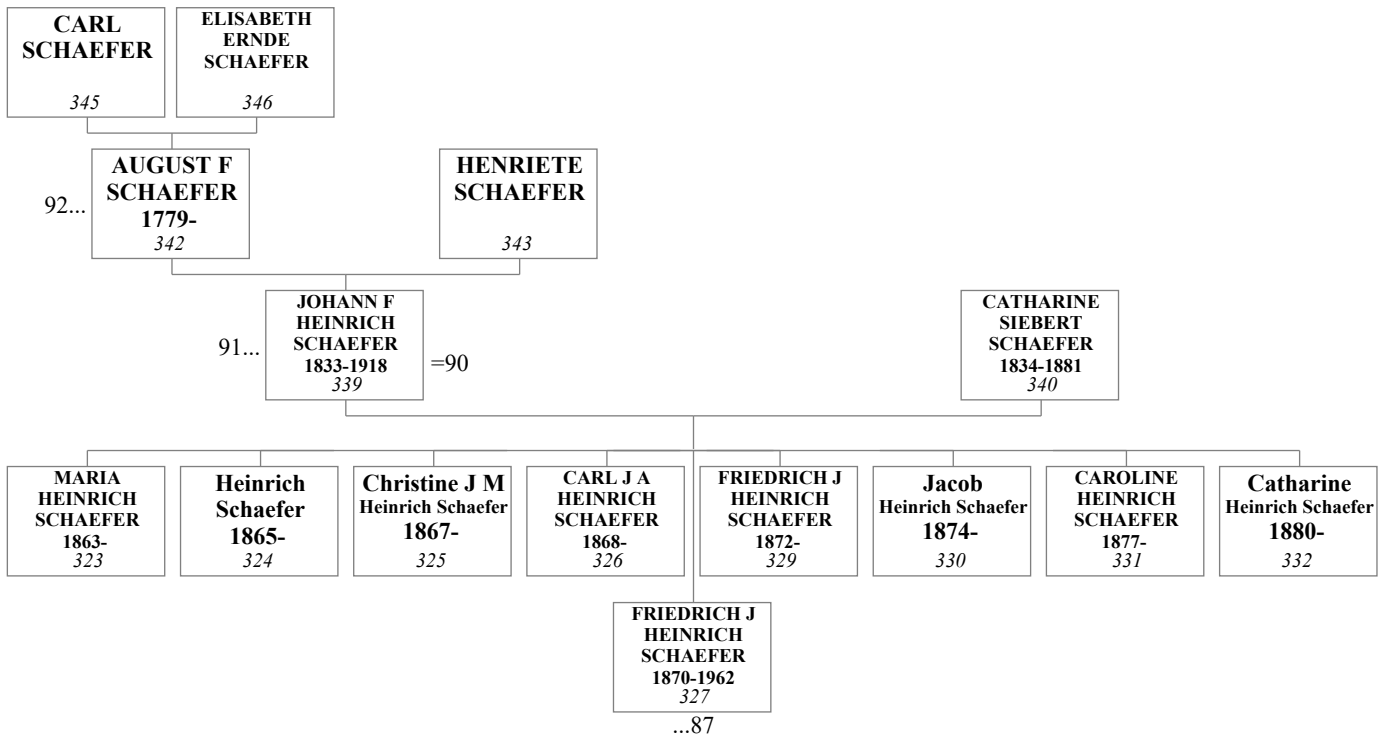 CARL
SCHAEFER
345
ELISABETH
ERNDE
SCHAEFER
346
92...
AUGUST F
SCHAEFER
1779-
342
HENRIETE
SCHAEFER
343
91...
JOHANN F
HEINRICH
SCHAEFER
1833-1918
339
=90
CATHARINE
SIEBERT
SCHAEFER
1834-1881
340
MARIA
HEINRICH
SCHAEFER
1863-
323
Heinrich
Schaefer
1865-
324
Christine J M
Heinrich Schaefer
1867-
325
CARL J A
HEINRICH
SCHAEFER
1868-
326
FRIEDRICH J
HEINRICH
SCHAEFER
1872-
329
Jacob
Heinrich Schaefer
1874-
330
CAROLINE
HEINRICH
SCHAEFER
1877-
331
Catharine
Heinrich Schaefer
1880-
332
FRIEDRICH J
HEINRICH
SCHAEFER
1870-1962
327
...87